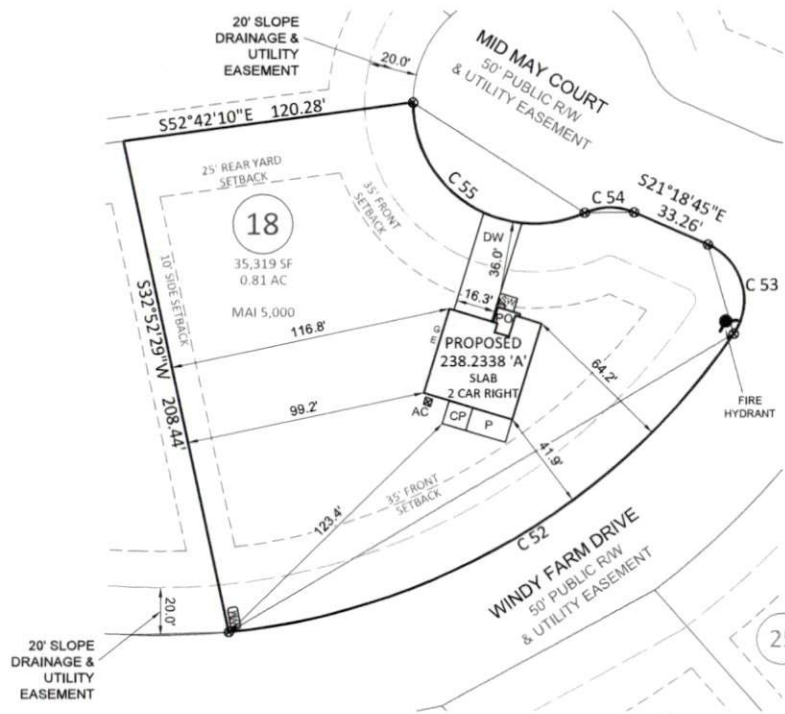 20' SLOPE
DRAINAGE &
UTILITY
EASEMENT
20.0'
MID MAY COURT
50' PUBLIC R/W
& UTILITY EASEMENT
S52°42'10"E 120.28'
25' REAR YARD
SETBACK
35' FRONT
SETBACK
C 55
C 54
S21°18'45"E
33.26'
C 53
18
35,319 SF
0.81 AC
MAI 5,000
10' SIDE SETBACK
S32°52'29"W 208.44'
DW
36.0'
16.3'
SW
PO
116.8'
G
E
PROPOSED
238.2338 'A'
SLAB
2 CAR RIGHT
64.2'
FIRE
HYDRANT
99.2'
AC
CP
P
41.9'
123.4'
35' FRONT
SETBACK
C 52
WINDY FARM DRIVE
50' PUBLIC R/W
& UTILITY EASEMENT
20.0'
20' SLOPE
DRAINAGE &
UTILITY
EASEMENT